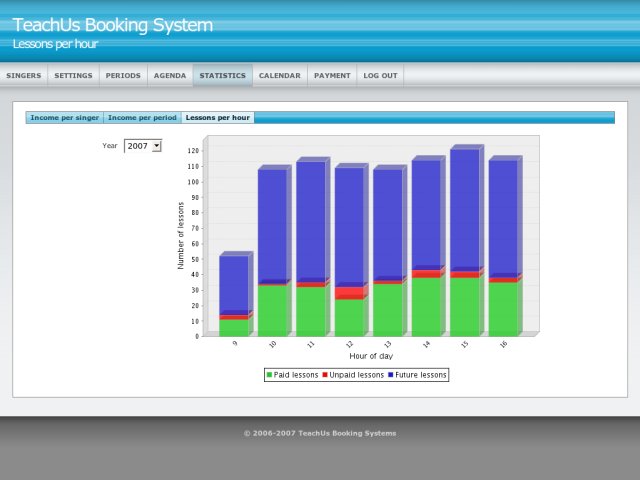 TeachUs Booking System
Lessons per hour
SINGERS SETTINGS PERIODS AGENDA STATISTICS CALENDAR PAYMENT LOG OUT
Income per singer Income per period Lessons per hour
Year 2007
Number of lessons
120
110
100
90
80
70
60
50
40
30
20
10
0
9 10 11 12 13 14 15 16
Hour of day
Paid lessons Unpaid lessons Future lessons
© 2006-2007 TeachUs Booking Systems